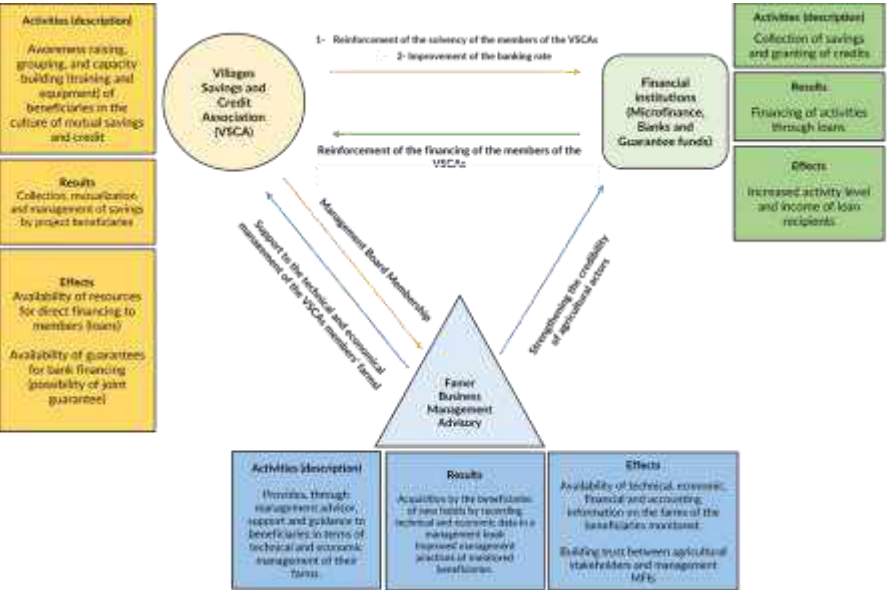 Activities (description)
Awareness raising,
grouping, and capacity
building (training and
equipment) of
beneficiaries in the
culture of mutual savings
and credit
Results
Collection, mutualization
and management of savings
by project beneficiaries
Effects
Availability of resources
for direct financing to
members (loans)
Availability of guarantees
for bank financing
(possibility of joint
guarantee)
Villages
Savings and
Credit
Association
(VSCA)
1- Reinforcement of the solvency of the members of the VSCAs
2- Improvement of the banking rate
Reinforcement of the financing of the members of the
VSCAs
Financial
institutions
(Microfinance,
Banks and
Guarantee funds)
Activities (description)
Collection of savings
and granting of credits
Results
Financing of activities
through loans
Effects
Increased activity level
and income of loan
recipients
Management Board Membership
Support to the technical and economical
management of the VSCAs members' farms)
Strengthening the credibility
of agricultural actors
Famer
Business
Management
Advisory
Activities (description)
Provides, through
management advisor,
support and guidance to
beneficiaries in terms of
technical and economic
management of their
farms.
Results
Acquisition by the beneficiaries
of new habits by recording
technical and economic data in a
management book
Improved management
practices of monitored
beneficiaries.
Effects
Availability of technical, economic,
financial and accounting
information on the farms of the
beneficiaries monitored.
Building trust between agricultural
stakeholders and management
MFIs